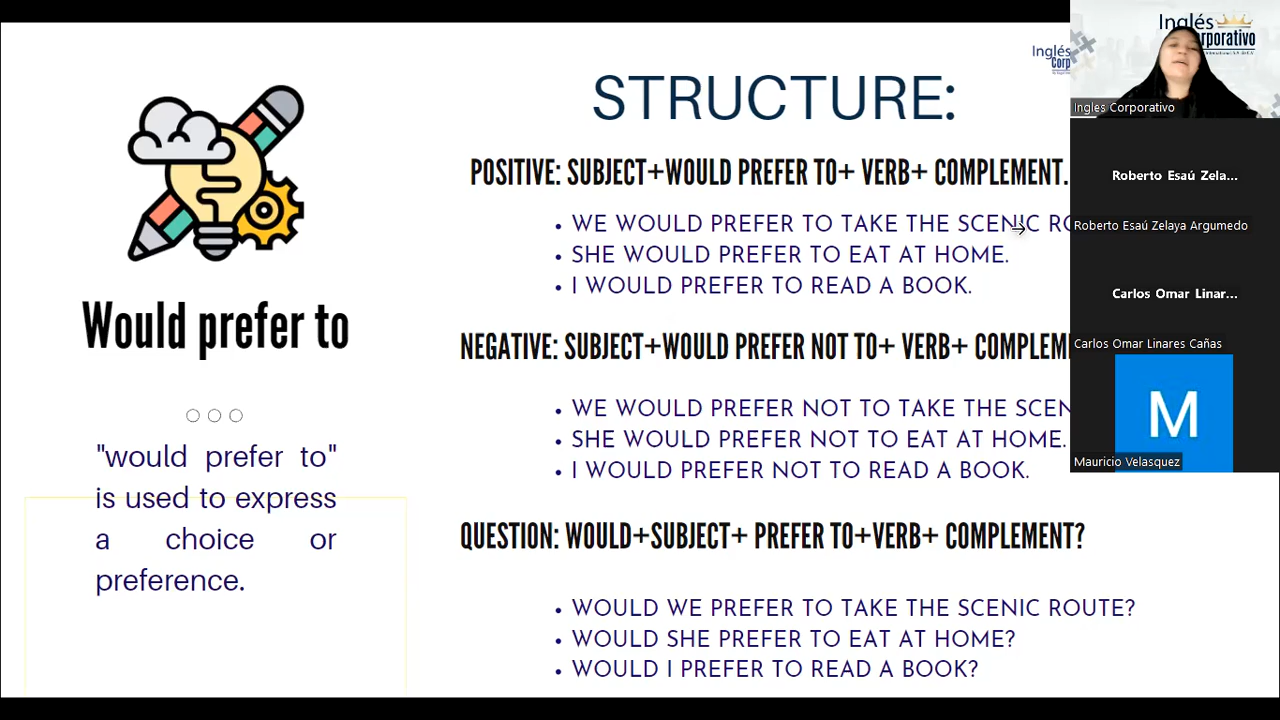 STRUCTURE:
POSITIVE: SUBJECT+WOULD PREFER TO+ VERB+ COMPLEMENT.
• WE WOULD PREFER TO TAKE THE SCENIC
• SHE WOULD PREFER TO EAT AT HOME.
• I WOULD PREFER TO READ A BOOK.
Would prefer to
NEGATIVE: SUBJECT+WOULD PREFER NOT TO+ VERB+
• WE WOULD PREFER NOT TO TAKE THE
• SHE WOULD PREFER NOT TO EAT AT HOME.
• I WOULD PREFER NOT TO READ A BOOK.
"would prefer to"
is used to express
a choice or
preference.
QUESTION: WOULD+SUBJECT+ PREFER TO+VERB+ COMPLEMENT?
• WOULD WE PREFER TO TAKE THE SCENIC ROUTE?
• WOULD SHE PREFER TO EAT AT HOME?
• WOULD I PREFER TO READ A BOOK?
Inglés
Inglés
Ingles Corporativo
Roberto Esaú Zela...
Roberto Esaú Zelaya Argumedo
Carlos Omar Linar...
Carlos Omar Linares Cañas
M
Mauricio Velasquez